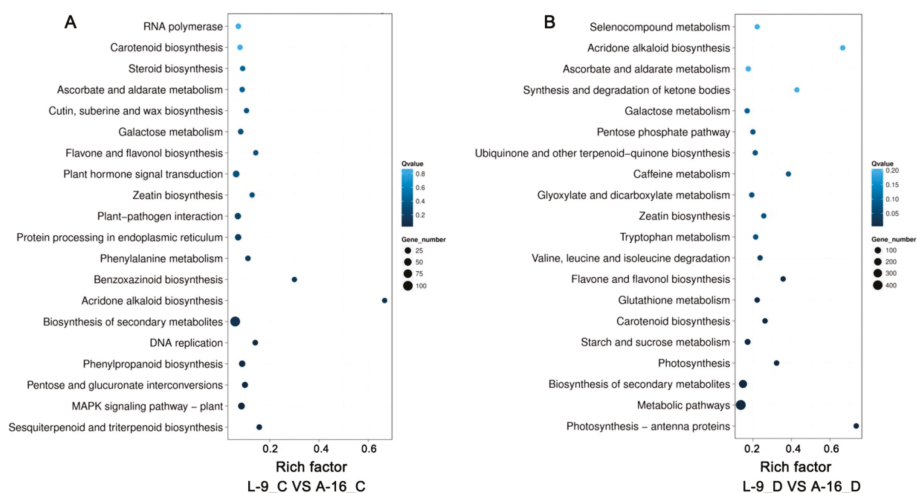 A
RNA polymerase
Carotenoid biosynthesis
Steroid biosynthesis
Ascorbate and aldarate metabolism
Cutin, suberine and wax biosynthesis
Galactose metabolism
Flavone and flavonol biosynthesis
Plant hormone signal transduction
Zeatin biosynthesis
Plant−pathogen interaction
Protein processing in endoplasmic reticulum
Phenylalanine metabolism
Benzoxazinoid biosynthesis
Acridone alkaloid biosynthesis
Biosynthesis of secondary metabolites
DNA replication
Phenylpropanoid biosynthesis
Pentose and glucuronate interconversions
MAPK signaling pathway − plant
Sesquiterpenoid and triterpenoid biosynthesis
0.2 0.4 0.6
Rich factor
L-9_C VS A-16_C
Qvalue
0.8
0.6
0.4
0.2
Gene_number
25
50
75
100
B
Selenocompound metabolism
Acridone alkaloid biosynthesis
Ascorbate and aldarate metabolism
Synthesis and degradation of ketone bodies
Galactose metabolism
Pentose phosphate pathway
Ubiquinone and other terpenoid−quinone biosynthesis
Caffeine metabolism
Glyoxylate and dicarboxylate metabolism
Zeatin biosynthesis
Tryptophan metabolism
Valine, leucine and isoleucine degradation
Flavone and flavonol biosynthesis
Glutathione metabolism
Carotenoid biosynthesis
Starch and sucrose metabolism
Photosynthesis
Biosynthesis of secondary metabolites
Metabolic pathways
Photosynthesis − antenna proteins
0.2 0.4 0.6
Rich factor
L-9_D VS A-16_D
Qvalue
0.20
0.15
0.10
0.05
Gene_number
100
200
300
400